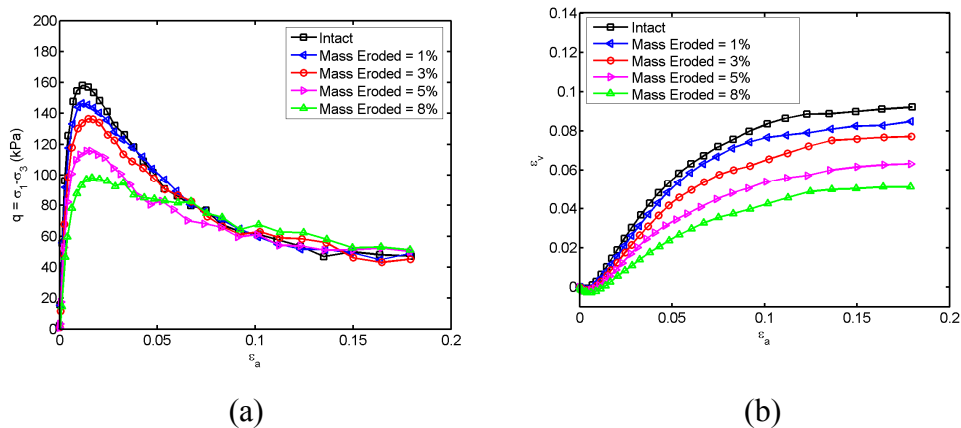 200
180
160
140
120
100
80
60
40
20
0
q = σ1-σ3 (kPa)
Intact
Mass Eroded = 1%
Mass Eroded = 3%
Mass Eroded = 5%
Mass Eroded = 8%
0 0.05 0.1 0.15 0.2
εa
(a)
0.14
0.12
0.1
0.08
0.06
0.04
0.02
0
εv
Intact
Mass Eroded = 1%
Mass Eroded = 3%
Mass Eroded = 5%
Mass Eroded = 8%
0 0.05 0.1 0.15 0.2
εa
(b)